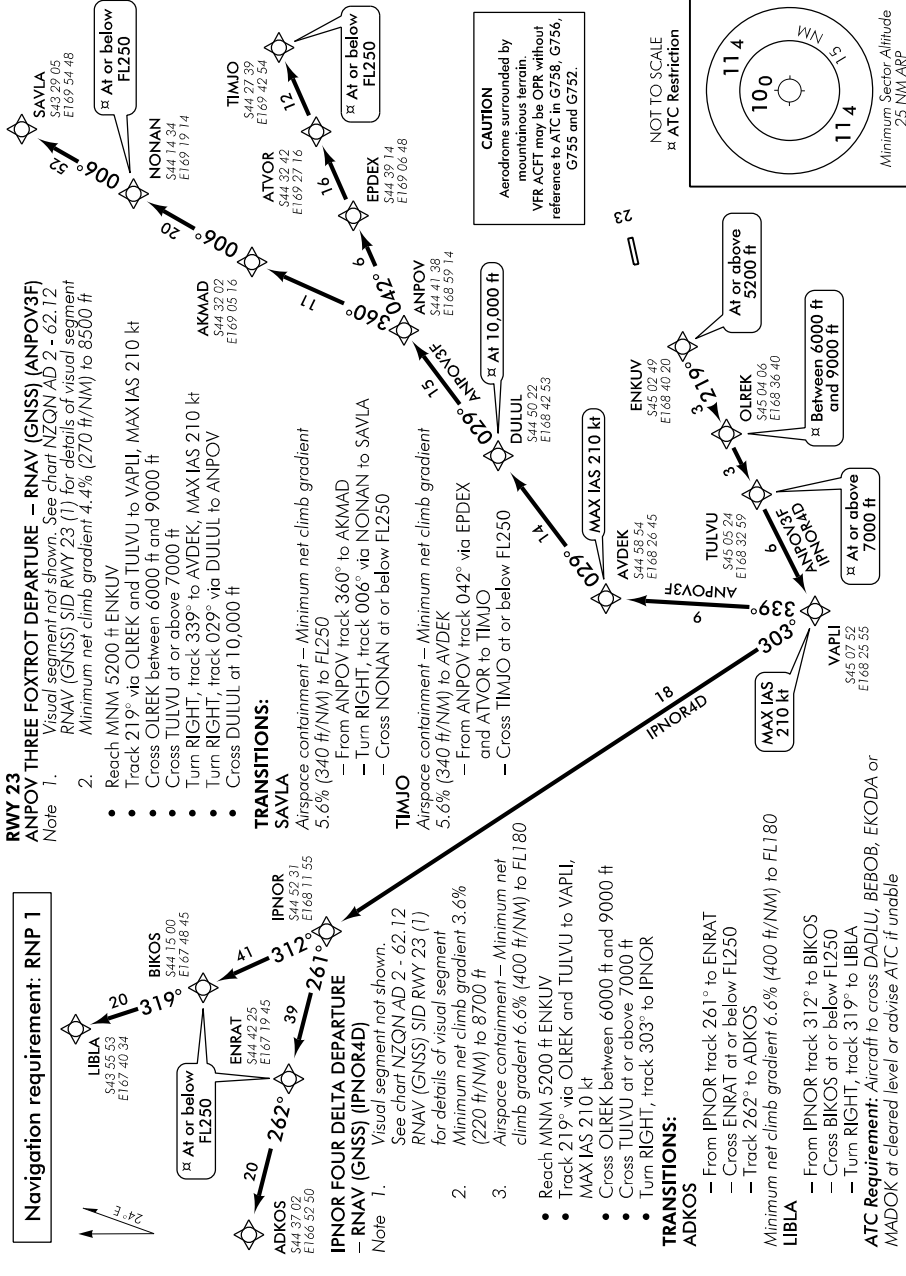 Navigation requirement: RNP 1
RWY 23
ANPOV THREE FOXTROT DEPARTURE – RNAV (GNSS) (ANPOV3F)
Note 1. Visual segment not shown. See chart NZQN AD 2 - 62.12
RNAV (GNSS) SID RWY 23 (1) for details of visual segment
2. Minimum net climb gradient 4.4% (270 ft/NM) to 8500 ft
• Reach MNM 5200 ft ENKUV
• Track 219° via OLREK and TULVU to VAPLI, MAX IAS 210 kt
• Cross OLREK between 6000 ft and 9000 ft
• Cross TULVU at or above 7000 ft
• Turn RIGHT, track 339° to AVDEK, MAX IAS 210 kt
• Turn RIGHT, track 029° via DULUL to ANPOV
• Cross DULUL at 10,000 ft
TRANSITIONS:
SAVLA
Airspace containment – Minimum net climb gradient
5.6% (340 ft/NM) to FL250
– From ANPOV track 360° to AKMAD
– Turn RIGHT, track 006° via NONAN to SAVLA
– Cross NONAN at or below FL250
TIMJO
Airspace containment – Minimum net climb gradient
5.6% (340 ft/NM) to AVDEK
– From ANPOV track 042° via EPDEX
and ATVOR to TIMJO
– Cross TIMJO at or below FL250
IPNOR FOUR DELTA DEPARTURE
– RNAV (GNSS) (IPNOR4D)
Note 1. Visual segment not shown.
See chart NZQN AD 2 - 62.12
RNAV (GNSS) SID RWY 23 (1)
for details of visual segment
2. Minimum net climb gradient 3.6%
(220 ft/NM) to 8700 ft
3. Airspace containment – Minimum net
climb gradient 6.6% (400 ft/NM) to FL180
• Reach MNM 5200 ft ENKUV
• Track 219° via OLREK and TULVU to VAPLI,
MAX IAS 210 kt
• Cross OLREK between 6000 ft and 9000 ft
• Cross TULVU at or above 7000 ft
• Turn RIGHT, track 303° to IPNOR
TRANSITIONS:
ADKOS
– From IPNOR track 261° to ENRAT
– Cross ENRAT at or below FL250
– Track 262° to ADKOS
Minimum net climb gradient 6.6% (400 ft/NM) to FL180
LIBLA
– From IPNOR track 312° to BIKOS
– Cross BIKOS at or below FL250
– Turn RIGHT, track 319° to LIBLA
ATC Requirement: Aircraft to cross DADLU, BEBOB, EKODA or
MADOK at cleared level or advise ATC if unable
24°E
LIBLA
S43 55 53
E167 40 34
20
319°
BIKOS
S44 15 00
E167 48 45
41
312°
¤ At or below
FL250
ENRAT
S44 42 25
E167 19 45
39
261°
IPNOR
S44 52 31
E168 11 55
20
262°
ADKOS
S44 37 02
E166 52 50
18
IPNOR4D
303°
339°
MAX IAS
210 kt
VAPLI
S45 07 52
E168 25 55
9
ANPOV3F
AVDEK
S44 58 54
E168 26 45
MAX IAS 210 kt
029°
14
DULUL
S44 50 22
E168 42 53
¤ At 10,000 ft
029°
15
ANPOV3F
ANPOV
S44 41 38
E168 59 14
360°
042°
11
AKMAD
S44 32 02
E169 05 16
006°
20
NONAN
S44 14 34
E169 19 14
¤ At or below
FL250
006°
52
SAVLA
S43 29 05
E169 54 48
9
EPDEX
S44 39 14
E169 06 48
16
ATVOR
S44 32 42
E169 27 16
12
TIMJO
S44 27 39
E169 42 54
¤ At or below
FL250
ENKUV
S45 02 49
E168 40 20
At or above
5200 ft
3
219°
OLREK
S45 04 06
E168 36 40
¤ Between 6000 ft
and 9000 ft
3
TULVU
S45 05 24
E168 32 59
¤ At or above
7000 ft
6
ANPOV3F
IPNOR4D
23
CAUTION
Aerodrome surrounded by
mountainous terrain.
VFR ACFT may be OPR without
reference to ATC in G758, G756,
G755 and G752.
NOT TO SCALE
¤ ATC Restriction
114
100
15 NM
114
Minimum Sector Altitude
25 NM ARP